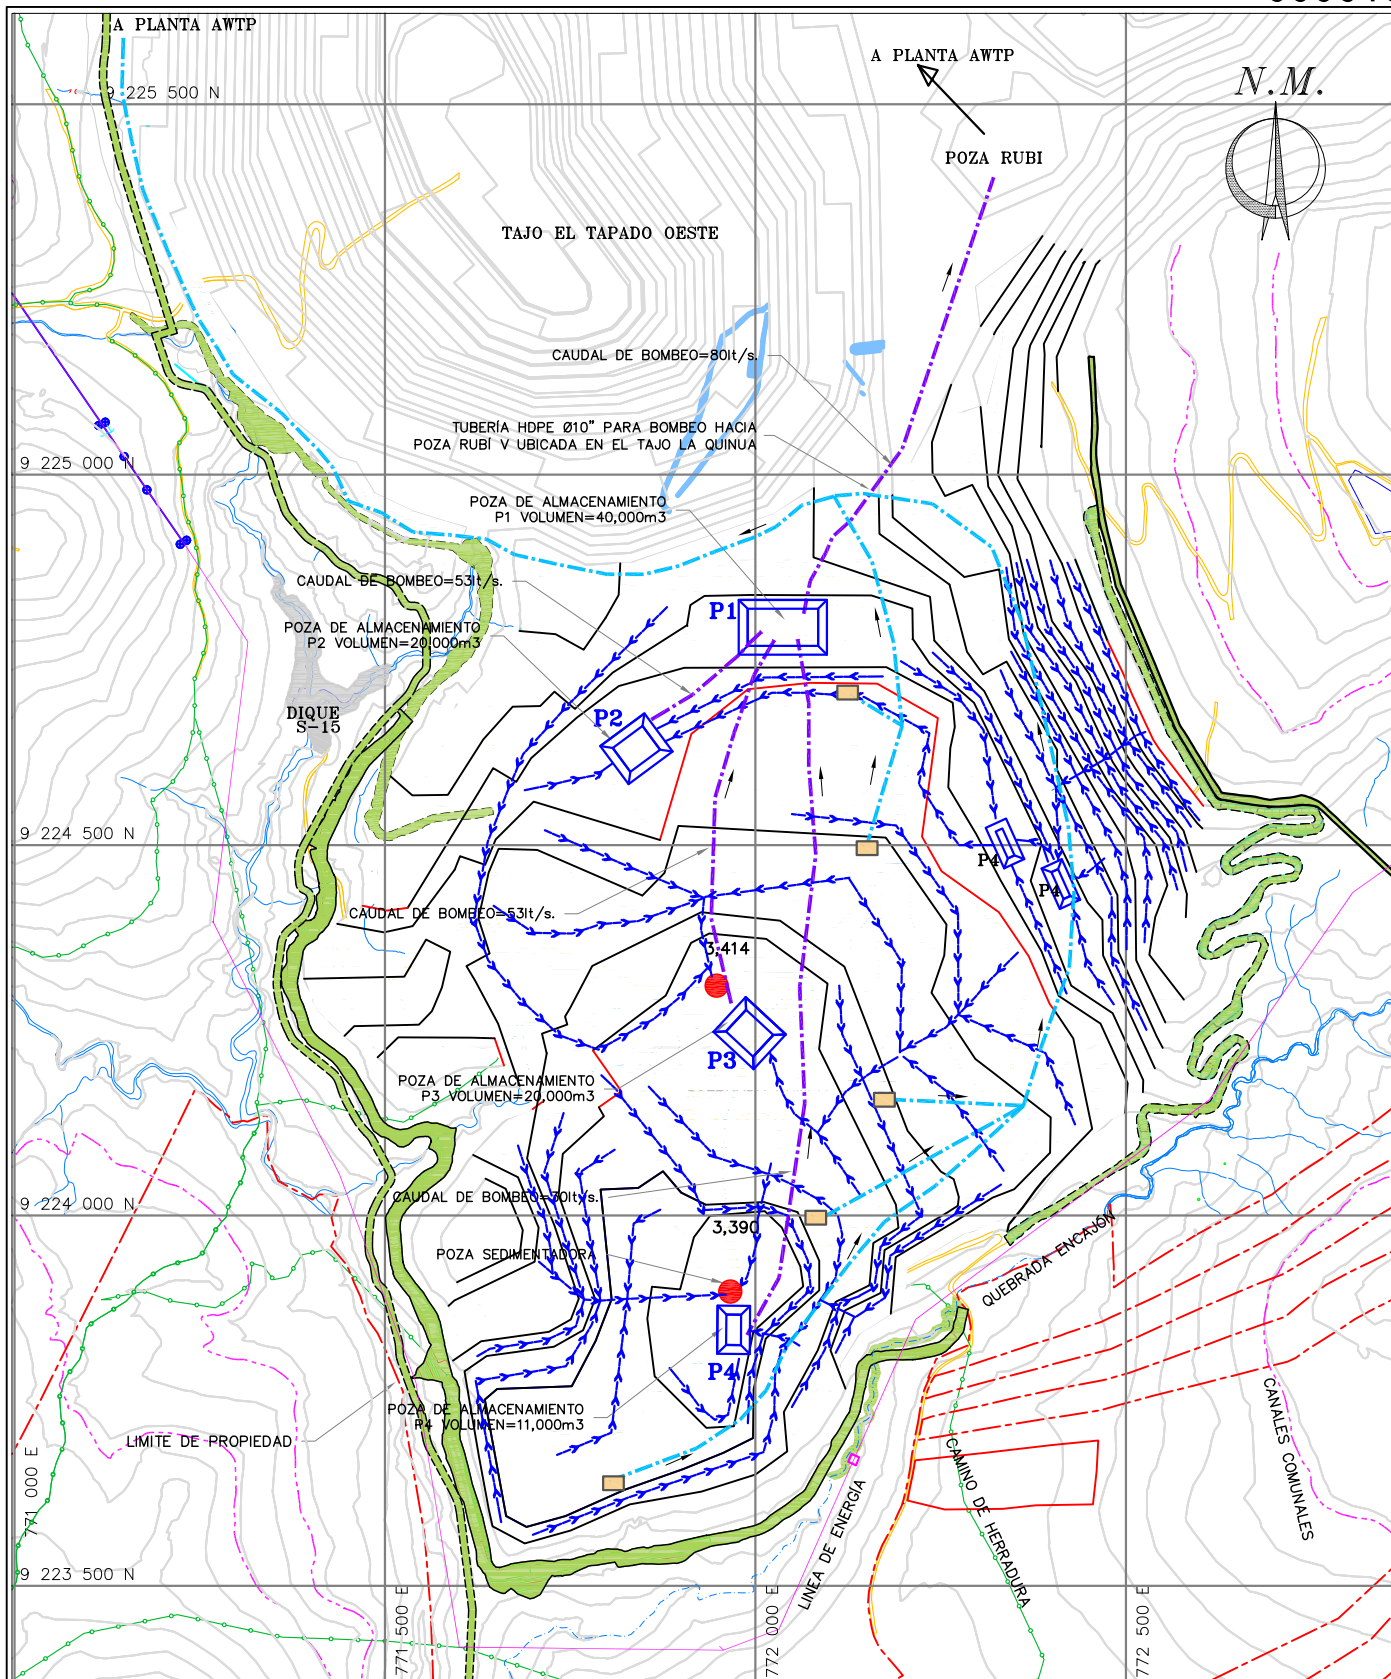 A PLANTA AWTP
A PLANTA AWTP
N.M.
9 225 500 N
POZA RUBI
TAJO EL TAPADO OESTE
CAUDAL DE BOMBEO=80lt/s.
TUBERÍA HDPE Ø10" PARA BOMBEO HACIA
POZA RUBÍ V UBICADA EN EL TAJO LA QUINUA
9 225 000 N
POZA DE ALMACENAMIENTO
P1 VOLUMEN=40,000m3
CAUDAL DE BOMBEO=53lt/s.
P1
POZA DE ALMACENAMIENTO
P2 VOLUMEN=20,000m3
P2
DIQUE
S-15
9 224 500 N
P4
P4
CAUDAL DE BOMBEO=53lt/s.
3,414
P3
POZA DE ALMACENAMIENTO
P3 VOLUMEN=20,000m3
CAUDAL DE BOMBEO=30lt/s.
9 224 000 N
3,390
POZA SEDIMENTADORA
QUEBRADA ENCAJON
P4
POZA DE ALMACENAMIENTO
P4 VOLUMEN=11,000m3
LIMITE DE PROPIEDAD
CANALES COMUNALES
CAMINO DE HERRADURA
LINEA DE ENERGÍA
9 223 500 N
771 000 E
771 500 E
772 000 E
772 500 E